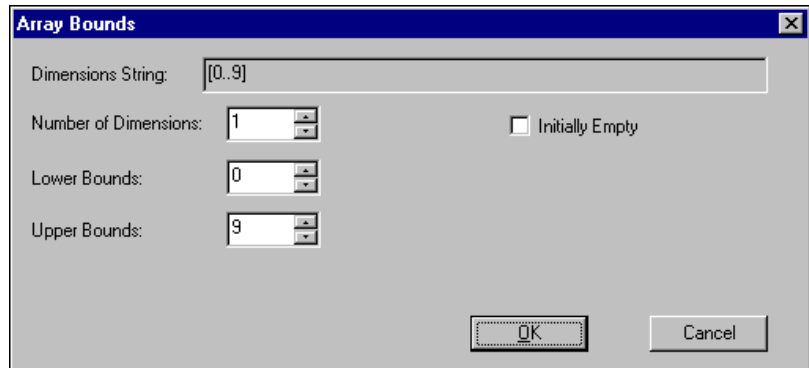 Array Bounds
Dimensions String: [0..9]
Number of Dimensions: 1 Initially Empty
Lower Bounds: 0
Upper Bounds: 9
OK Cancel